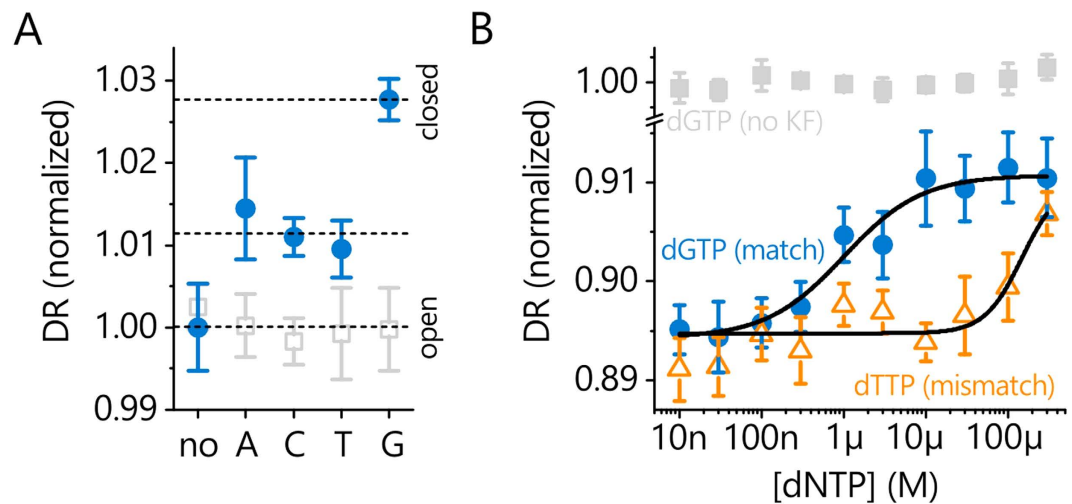 A
DR (normalized)
1.03
1.02
1.01
1.00
0.99
closed
open
no A C T G
B
DR (normalized)
1.00
0.91
0.90
0.89
dGTP (no KF)
dGTP (match)
dTTP (mismatch)
10n 100n 1μ 10μ 100μ
[dNTP] (M)